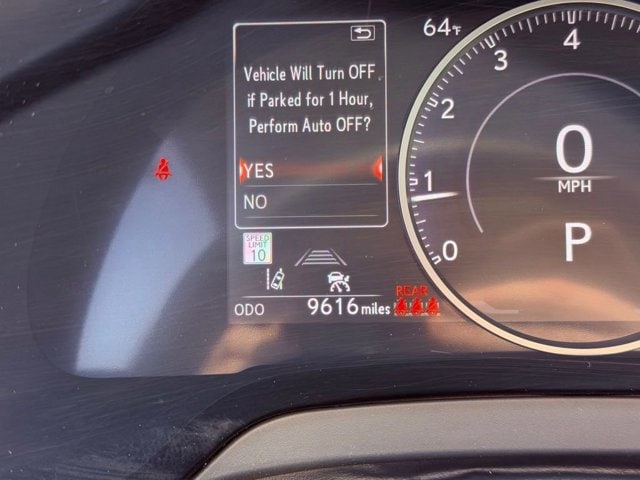 64°F
Vehicle Will Turn OFF
if Parked for 1 Hour,
Perform Auto OFF?
YES
NO
4
3
2
1
0
0
MPH
P
SPEED
LIMIT
10
REAR
ODO 9616 miles